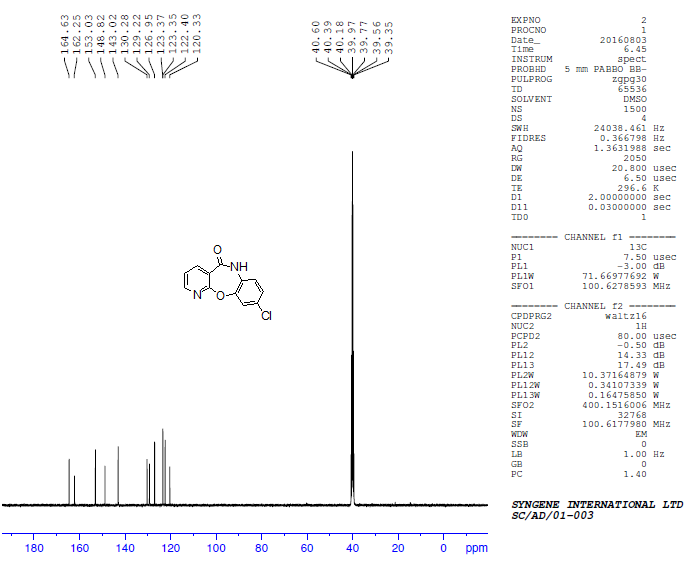 164.63
162.25
153.03
148.82
143.02
130.28
129.22
126.95
123.37
123.35
122.40
120.33
40.60
40.39
40.18
39.97
39.77
39.56
39.35
EXPNO 2
PROCNO 1
Date_ 20160803
Time 6.45
INSTRUM spect
PROBHD 5 mm PABBO BB-
PULPROG zgpg30
TD 65536
SOLVENT DMSO
NS 1500
DS 4
SWH 24038.461 Hz
FIDRES 0.366798 Hz
AQ 1.3631988 sec
RG 2050
DW 20.800 usec
DE 6.50 usec
TE 296.6 K
D1 2.00000000 sec
D11 0.03000000 sec
TD0 1
======== CHANNEL f1 ========
NUC1 13C
P1 7.50 usec
PL1 -3.00 dB
PL1W 71.66977692 W
SFO1 100.6278593 MHz
======== CHANNEL f2 ========
CPDPRG2 waltz16
NUC2 1H
PCPD2 80.00 usec
PL2 -0.50 dB
PL12 14.33 dB
PL13 17.49 dB
PL2W 10.37164879 W
PL12W 0.34107339 W
PL13W 0.16475850 W
SFO2 400.1516006 MHz
SI 32768
SF 100.6177980 MHz
WDW EM
SSB 0
LB 1.00 Hz
GB 0
PC 1.40
O
NH
N
O
Cl
SYNGENE INTERNATIONAL LTD
SC/AD/01-003
180 160 140 120 100 80 60 40 20 0 ppm